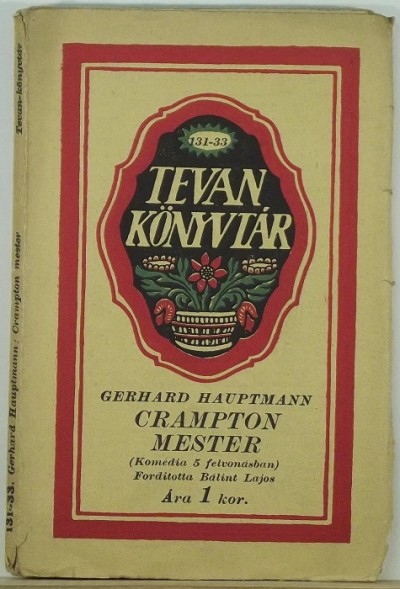 131-33
TEVAN
KÖNYVTÁR
GERHARD HAUPTMANN
CRAMPTON
MESTER
(Komédia 5 felvonásban)
Fordította Bálint Lajos
Ára 1 kor.
131-33. Gerhard Hauptmann: Crampton mester Tevan-könyvtár